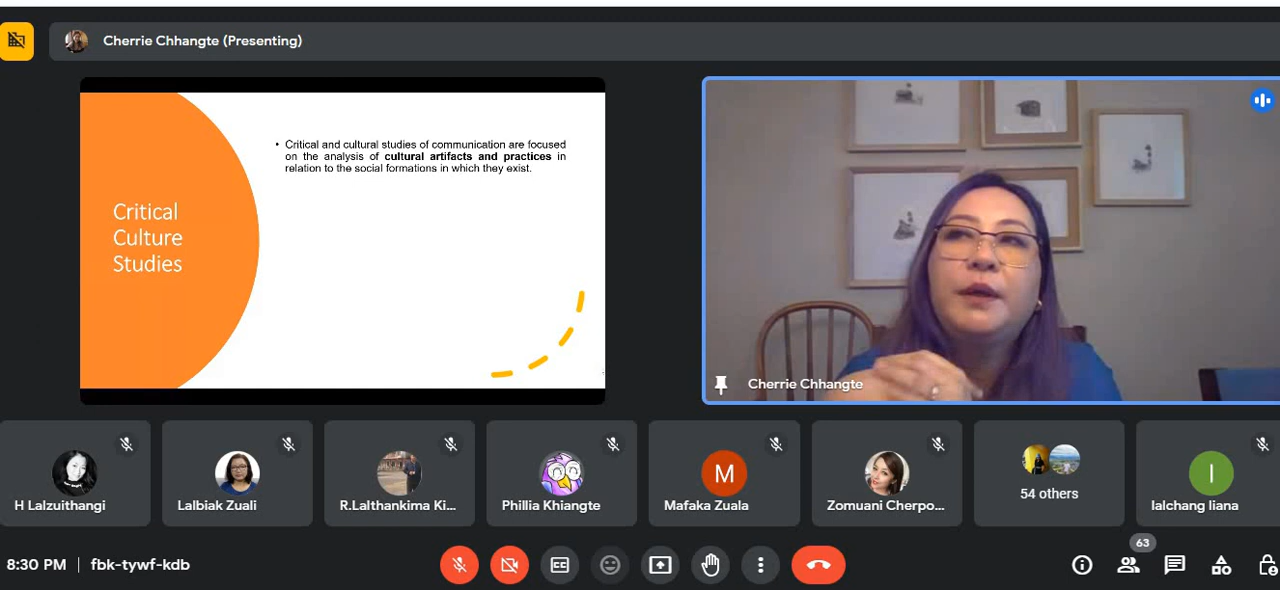 Cherrie Chhangte (Presenting)
Critical
Culture
Studies
• Critical and cultural studies of communication are focused
on the analysis of cultural artifacts and practices in
relation to the social formations in which they exist.
Cherrie Chhangte
H Lalzuithangi
Lalbiak Zuali
R.Lalthankima Ki...
Phillia Khiangte
M
Mafaka Zuala
Zomuani Cherpo...
54 others
l
lalchang liana
8:30 PM | fbk-tywf-kdb
CC
63